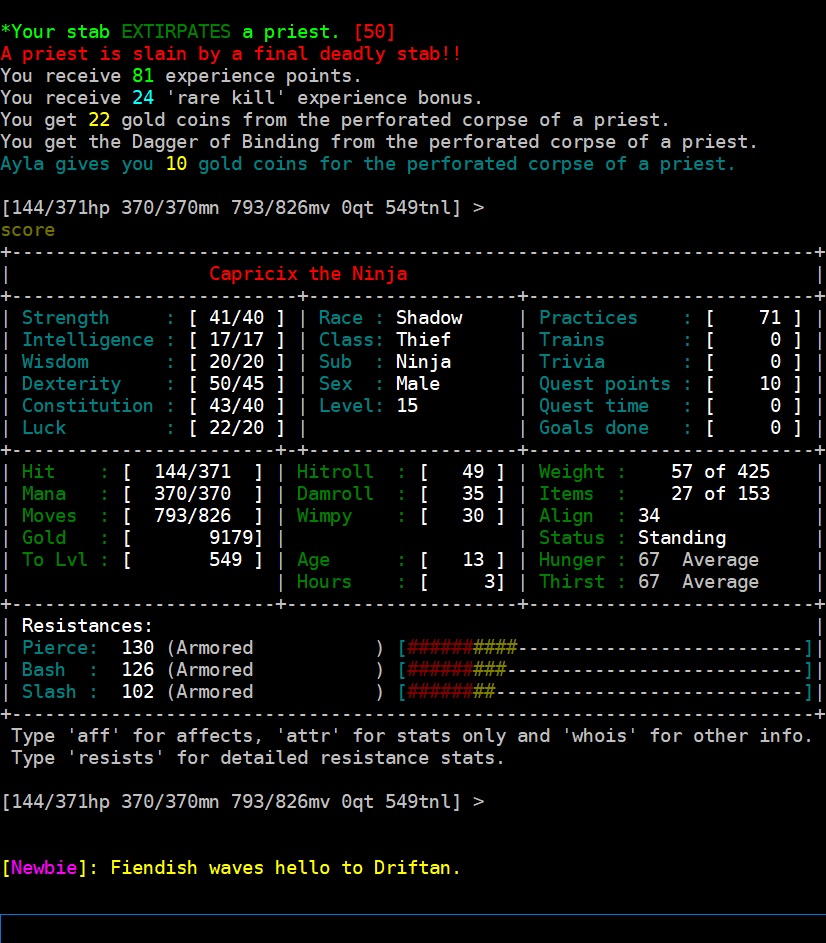 *Your stab EXTIRPATES a priest. [50]
A priest is slain by a final deadly stab!!
You receive 81 experience points.
You receive 24 'rare kill' experience bonus.
You get 22 gold coins from the perforated corpse of a priest.
You get the Dagger of Binding from the perforated corpse of a priest.
Ayla gives you 10 gold coins for the perforated corpse of a priest.

[144/371hp 370/370mn 793/826mv 0qt 549tnl] >
score
+-------------------------------------------------------------------------+
|                  Capricix the Ninja                                     |
+--------------------------+-------------------+--------------------------+
| Strength     : [ 41/40 ] | Race : Shadow     | Practices    : [    71 ] |
| Intelligence : [ 17/17 ] | Class: Thief      | Trains       : [     0 ] |
| Wisdom       : [ 20/20 ] | Sub  : Ninja      | Trivia       : [     0 ] |
| Dexterity    : [ 50/45 ] | Sex  : Male       | Quest points : [    10 ] |
| Constitution : [ 43/40 ] | Level: 15         | Quest time   : [     0 ] |
| Luck         : [ 22/20 ] |                   | Goals done   : [     0 ] |
+------------------------+-+-------------------+--------------------------+
| Hit    : [  144/371  ] | Hitroll  : [   49 ] | Weight :    57 of 425    |
| Mana   : [  370/370  ] | Damroll  : [   35 ] | Items  :    27 of 153    |
| Moves  : [  793/826  ] | Wimpy    : [   30 ] | Align  : 34              |
| Gold   : [       9179] |                     | Status : Standing        |
| To Lvl : [       549 ] | Age      : [   13 ] | Hunger : 67  Average     |
|                        | Hours    : [     3] | Thirst : 67  Average     |
+------------------------+---------------------+--------------------------+
| Resistances:                                                            |
| Pierce:  130 (Armored           ) [##########--------------------------]|
| Bash  :  126 (Armored           ) [#########---------------------------]|
| Slash :  102 (Armored           ) [########----------------------------]|
+-------------------------------------------------------------------------+
 Type 'aff' for affects, 'attr' for stats only and 'whois' for other info.
 Type 'resists' for detailed resistance stats.

[144/371hp 370/370mn 793/826mv 0qt 549tnl] >

[Newbie]: Fiendish waves hello to Driftan.